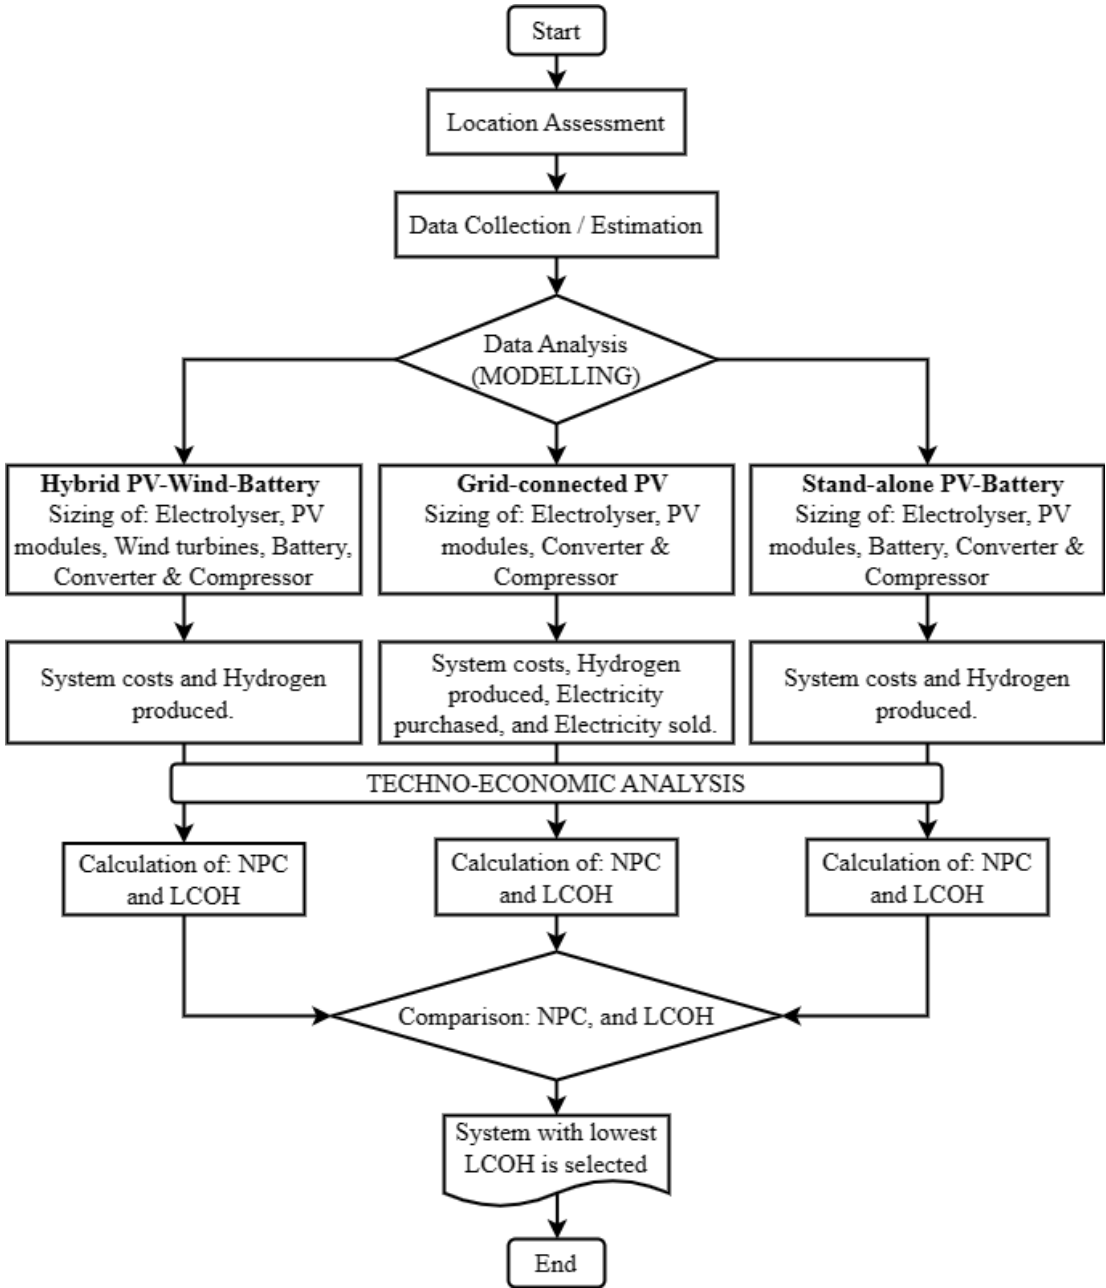 Start
Location Assessment
Data Collection / Estimation
Data Analysis
(MODELLING)
Hybrid PV-Wind-Battery
Sizing of: Electrolyser, PV
modules, Wind turbines, Battery,
Converter & Compressor
Grid-connected PV
Sizing of: Electrolyser, PV
modules, Converter &
Compressor
Stand-alone PV-Battery
Sizing of: Electrolyser, PV
modules, Battery, Converter &
Compressor
System costs and Hydrogen
produced.
System costs, Hydrogen
produced, Electricity
purchased, and Electricity sold.
System costs and Hydrogen
produced.
TECHNO-ECONOMIC ANALYSIS
Calculation of: NPC
and LCOH
Calculation of: NPC
and LCOH
Calculation of: NPC
and LCOH
Comparison: NPC, and LCOH
System with lowest
LCOH is selected
End